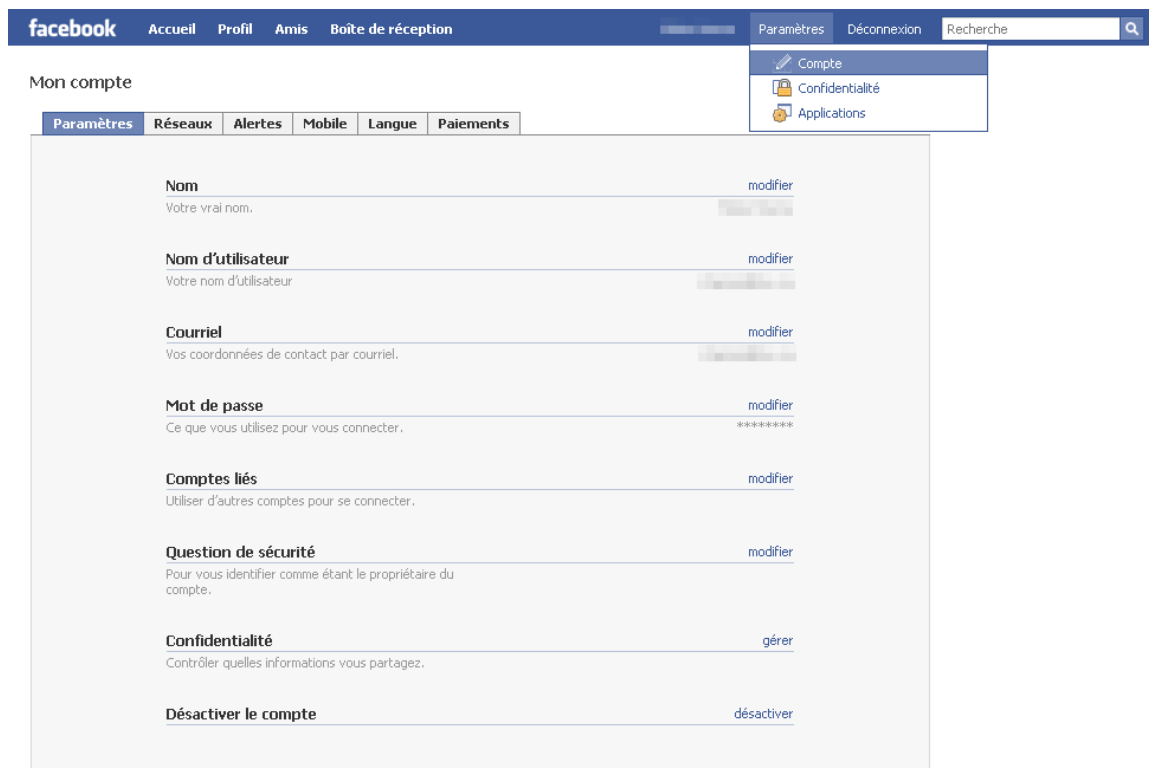 facebook Accueil Profil Amis Boîte de réception Paramètres Déconnexion Recherche
Compte
Confidentialité
Applications
Mon compte
Paramètres Réseaux Alertes Mobile Langue Paiements
Nom modifier
Votre vrai nom.
Nom d'utilisateur modifier
Votre nom d'utilisateur
Courriel modifier
Vos coordonnées de contact par courriel.
Mot de passe modifier
Ce que vous utilisez pour vous connecter. ********
Comptes liés modifier
Utiliser d'autres comptes pour se connecter.
Question de sécurité modifier
Pour vous identifier comme étant le propriétaire du
compte.
Confidentialité gérer
Contrôler quelles informations vous partagez.
Désactiver le compte désactiver